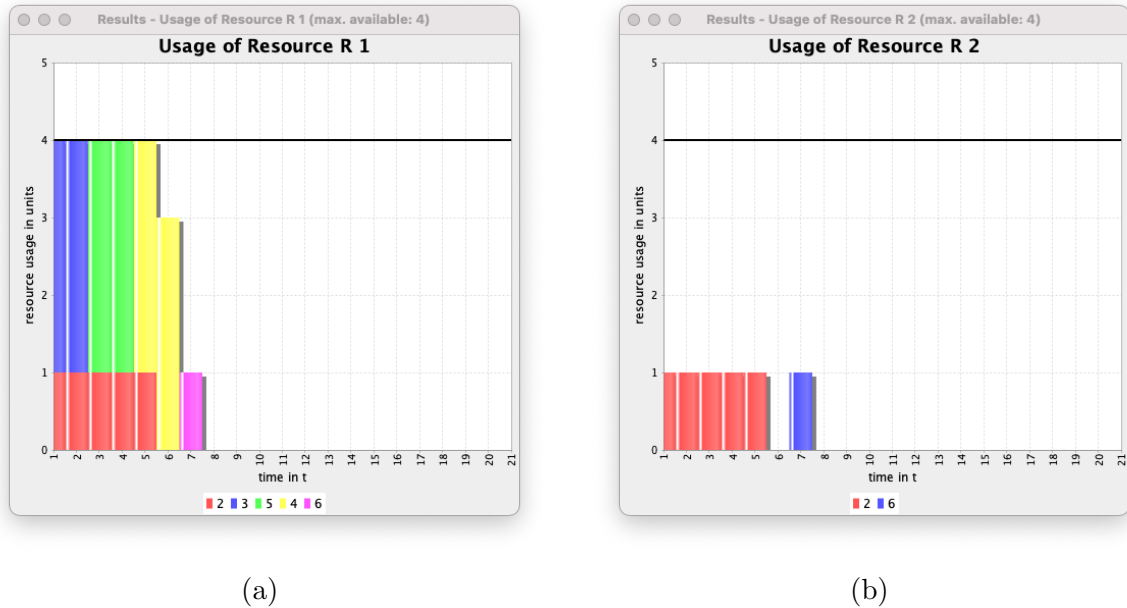 Results - Usage of Resource R 1 (max. available: 4)
Usage of Resource R 1
resource usage in units
5
4
3
2
1
0
1 2 3 4 5 6 7 8 9 10 11 12 13 14 15 16 17 18 19 20 21
time in t
2 3 5 4 6
(a)
Results - Usage of Resource R 2 (max. available: 4)
Usage of Resource R 2
resource usage in units
5
4
3
2
1
0
1 2 3 4 5 6 7 8 9 10 11 12 13 14 15 16 17 18 19 20 21
time in t
2 6
(b)